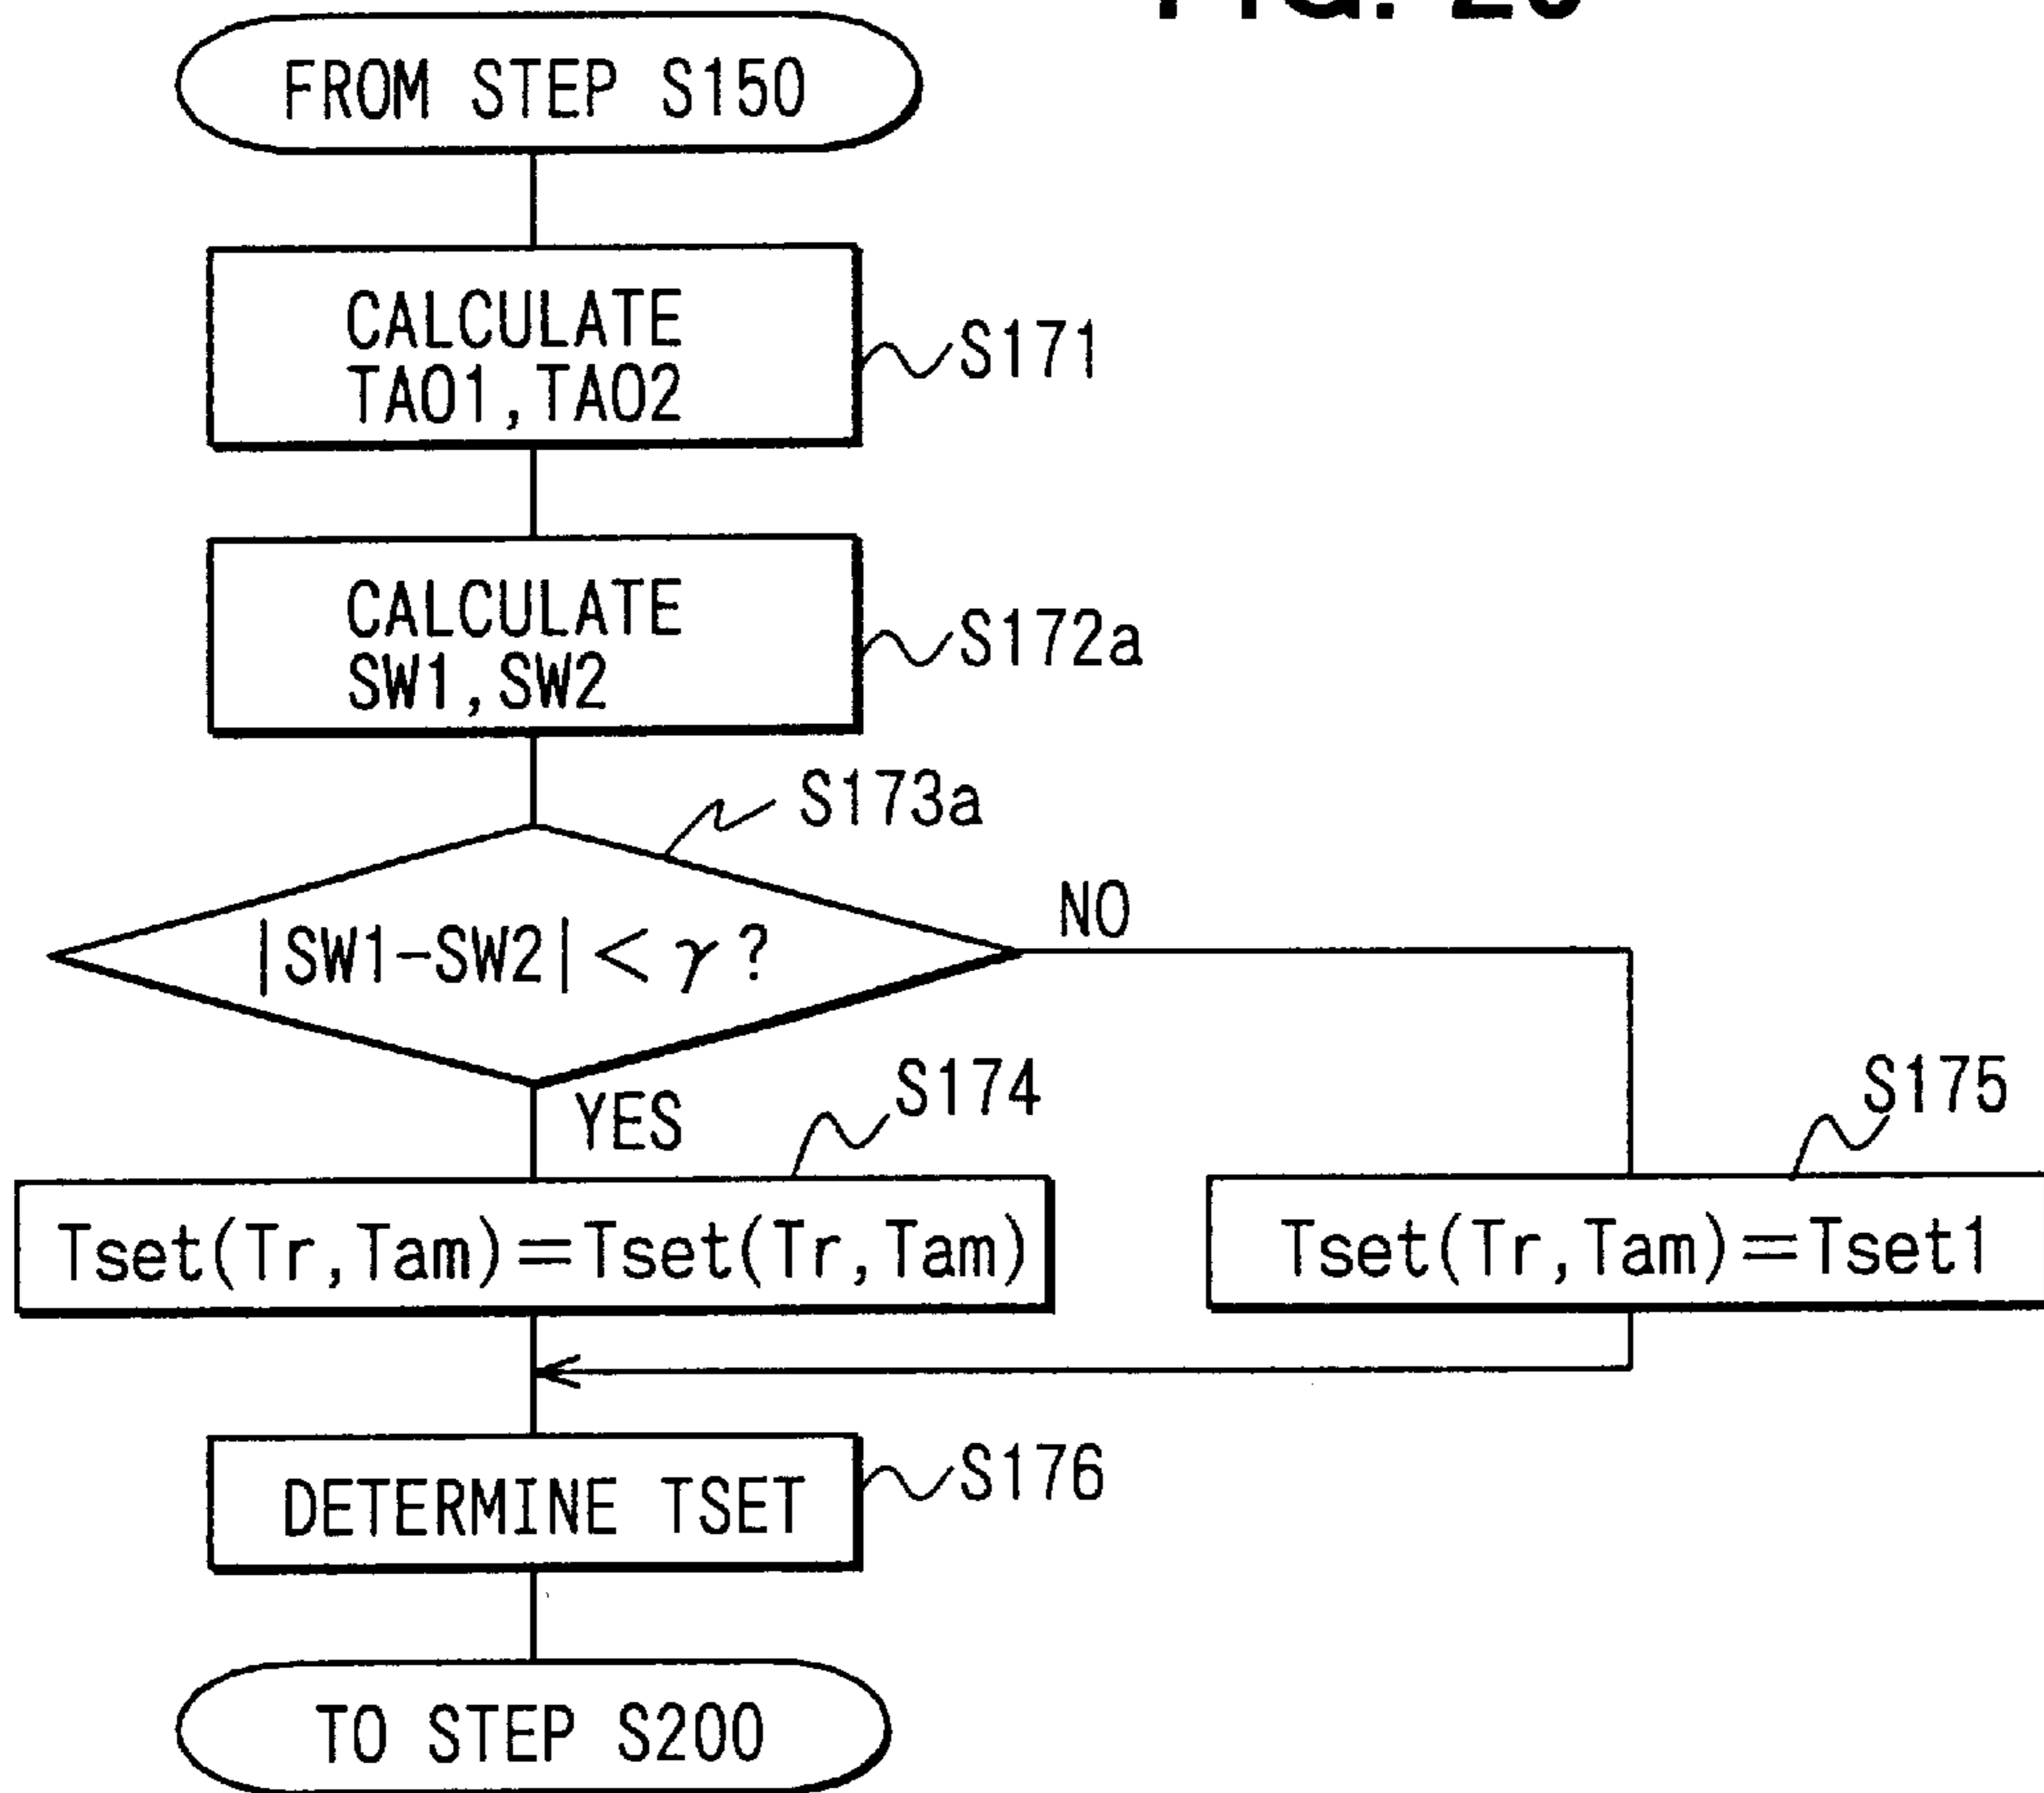 FROM STEP S150
CALCULATE
TAO1,TAO2
S171
CALCULATE
SW1,SW2
S172a
S173a
|SW1-SW2|<γ?
NO
YES
S174
S175
Tset(Tr,Tam)=Tset(Tr,Tam)
Tset(Tr,Tam)=Tset1
DETERMINE TSET
S176
TO STEP S200